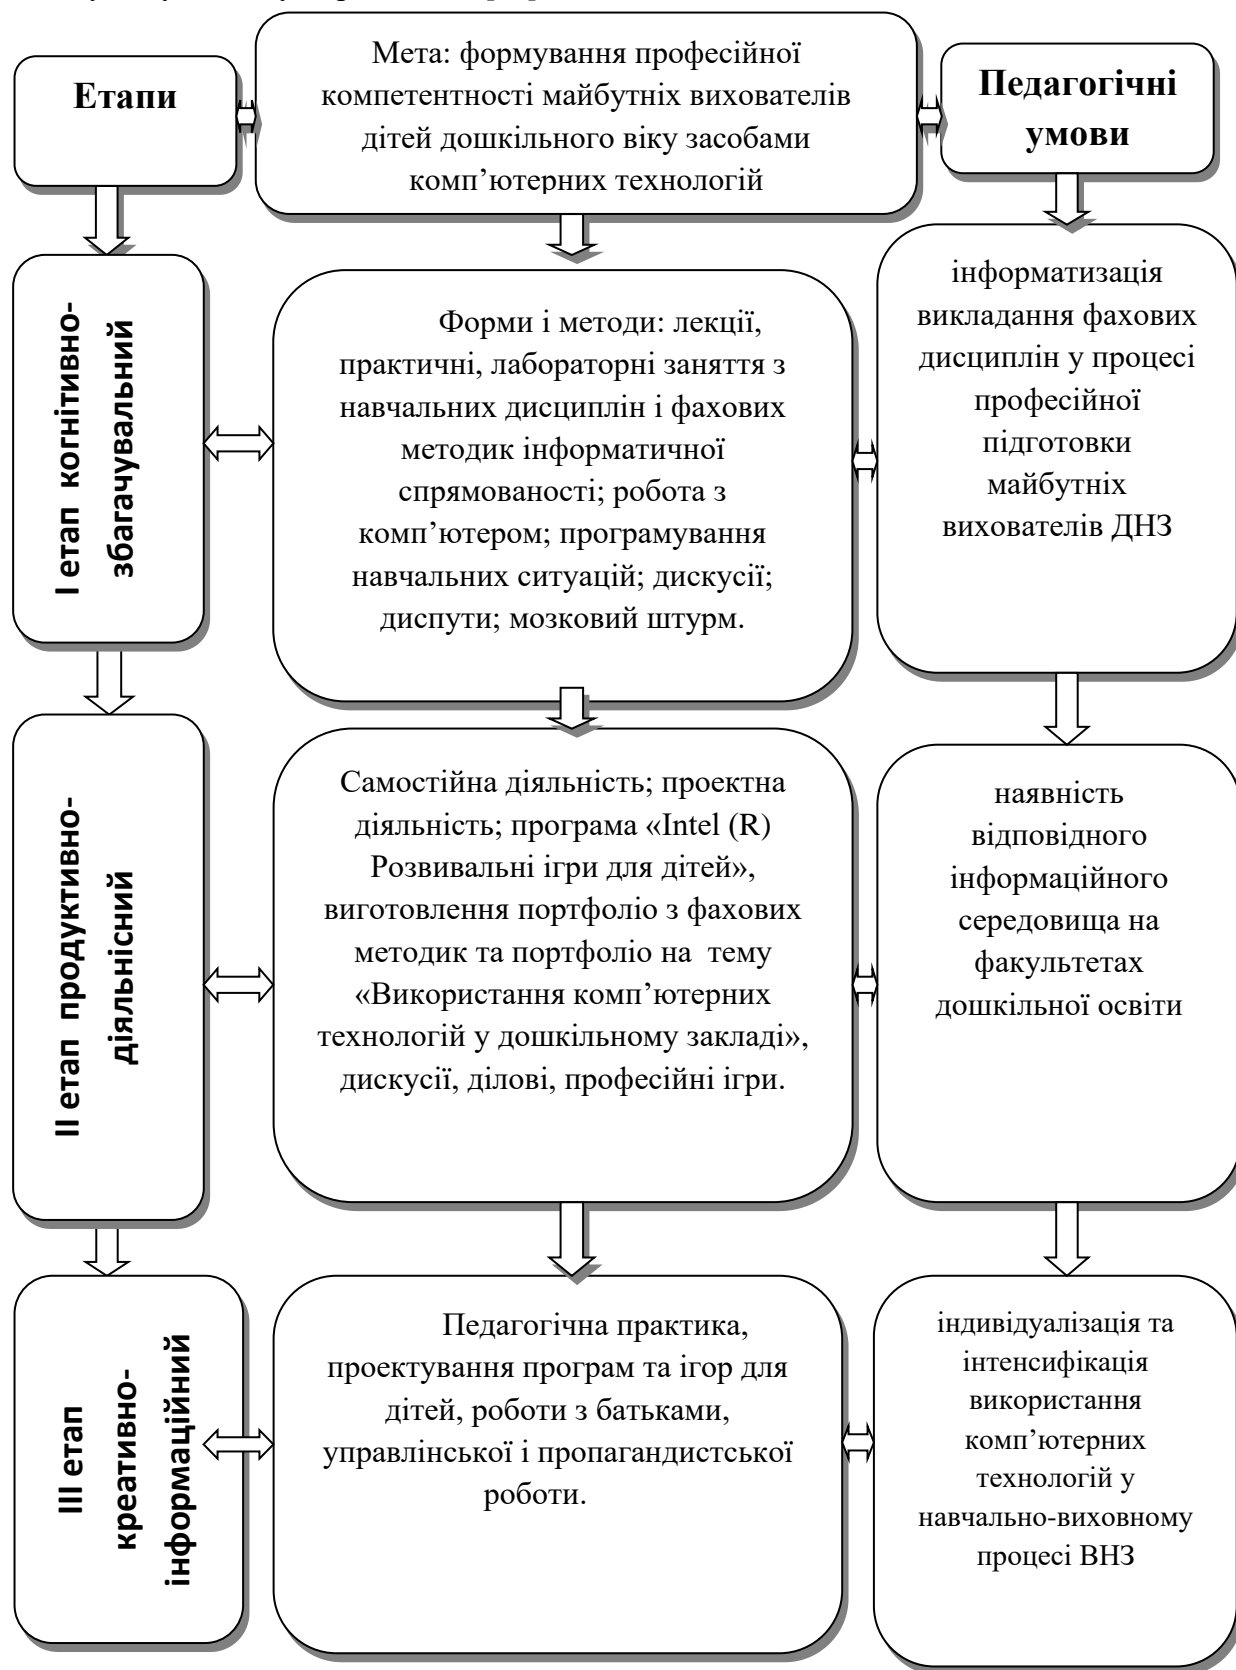 Етапи
Мета: формування професійної
компетентності майбутніх вихователів
дітей дошкільного віку засобами
комп’ютерних технологій
Педагогічні
умови
І етап когнітивно-
збагачувальний
Форми і методи: лекції,
практичні, лабораторні заняття з
навчальних дисциплін і фахових
методик інформатичної
спрямованості; робота з
комп’ютером; програмування
навчальних ситуацій; дискусії;
диспути; мозковий штурм.
інформатизація
викладання фахових
дисциплін у процесі
професійної
підготовки
майбутніх
вихователів ДНЗ
ІІ етап продуктивно-
діяльнісний
Самостійна діяльність; проектна
діяльність; програма «Intel (R)
Розвивальні ігри для дітей»,
виготовлення портфоліо з фахових
методик та портфоліо на тему
«Використання комп’ютерних
технологій у дошкільному закладі»,
дискусії, ділові, професійні ігри.
наявність
відповідного
інформаційного
середовища на
факультетах
дошкільної освіти
ІІІ етап
креативно-
інформаційний
Педагогічна практика,
проектування програм та ігор для
дітей, роботи з батьками,
управлінської і пропагандистської
роботи.
індивідуалізація та
інтенсифікація
використання
комп’ютерних
технологій у
навчально-виховному
процесі ВНЗ